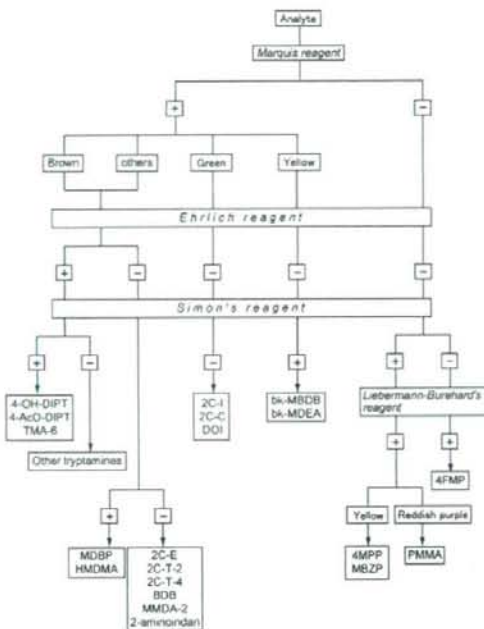 Analyte
Marquis reagent
+
−
Brown
others
Green
Yellow
Ehrlich reagent
+
−
−
−
−
Simon's reagent
+
−
−
+
+
−
4-OH-DIPT
4-AcO-DIPT
TMA-6
2C-I
2C-C
DOI
bk-MBDB
bk-MDEA
Liebermann-Burchard's
reagent
+
+
Other tryptamines
4FMP
+
−
Yellow
Reddish purple
MDBP
HMDMA
2C-E
2C-T-2
2C-T-4
BDB
MMDA-2
2-aminoindan
4MPP
MBZP
PMMA